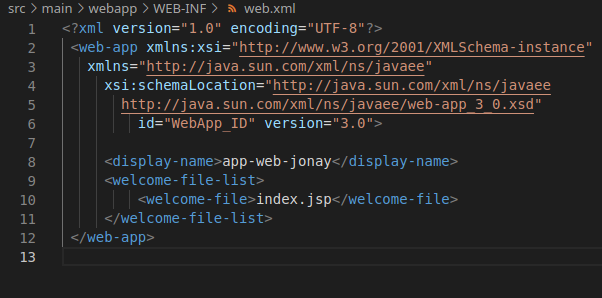 src > main > webapp > WEB-INF > web.xml
1 <?xml version="1.0" encoding="UTF-8"?>
2 <web-app xmlns:xsi="http://www.w3.org/2001/XMLSchema-instance"
3 xmlns="http://java.sun.com/xml/ns/javaee"
4 xsi:schemaLocation="http://java.sun.com/xml/ns/javaee
5 http://java.sun.com/xml/ns/javaee/web-app_3_0.xsd"
6 id="WebApp_ID" version="3.0">
7
8 <display-name>app-web-jonay</display-name>
9 <welcome-file-list>
10 <welcome-file>index.jsp</welcome-file>
11 </welcome-file-list>
12 </web-app>
13